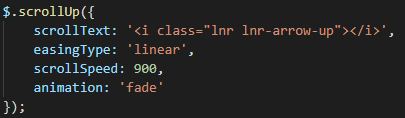 $.scrollUp({
    scrollText: '<i class="lnr lnr-arrow-up"></i>',
    easingType: 'linear',
    scrollSpeed: 900,
    animation: 'fade'
});